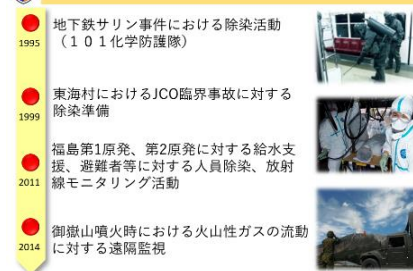 1995
地下鉄サリン事件における除染活動
（１０１化学防護隊）
1999
東海村におけるJCO臨界事故に対する
除染準備
2011
福島第1原発、第2原発に対する給水支
援、避難者等に対する人員除染、放射
線モニタリング活動
2014
御嶽山噴火時における火山性ガスの流動
に対する遠隔監視